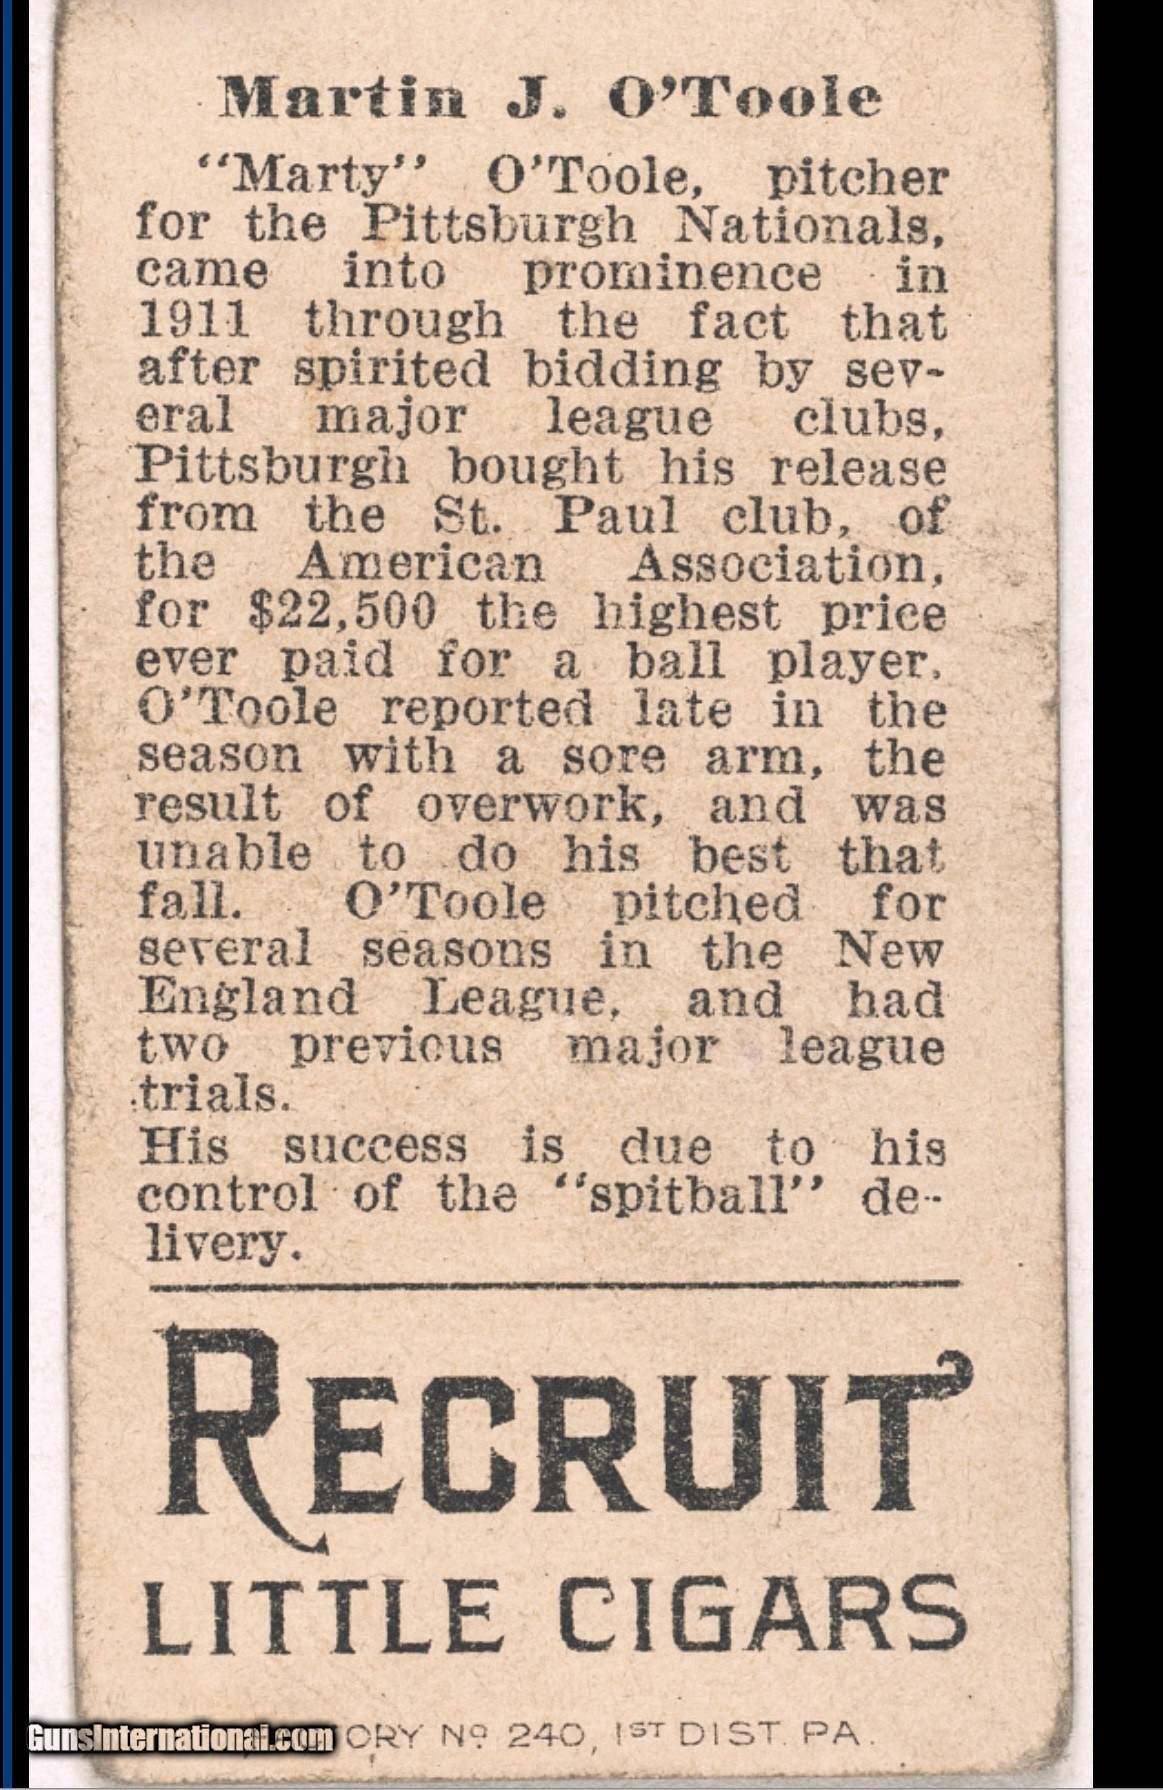 Martin J. O'Toole
"Marty" O'Toole, pitcher
for the Pittsburgh Nationals,
came into prominence in
1911 through the fact that
after spirited bidding by sev-
eral major league clubs,
Pittsburgh bought his release
from the St. Paul club, of
the American Association,
for $22,500 the highest price
ever paid for a ball player.
O'Toole reported late in the
season with a sore arm, the
result of overwork, and was
unable to do his best that
fall. O'Toole pitched for
several seasons in the New
England League, and had
two previous major league
trials.
His success is due to his
control of the "spitball" de-
livery.
RECRUIT
LITTLE CIGARS
GunsInternational.com
No 240, 1ST DIST. PA.